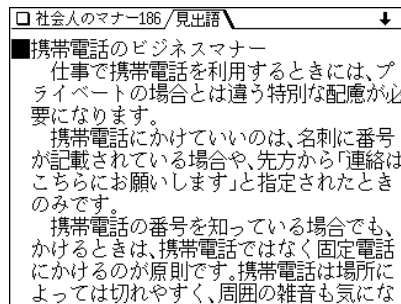 社会人のマナー186 見出語 ↓
■携帯電話のビジネスマナー
仕事で携帯電話を利用するときには、プ
ライベートの場合とは違う特別な配慮が必
要になります。
携帯電話にかけていいのは、名刺に番号
が記載されている場合や、先方から「連絡は
こちらにお願いします」と指定されたとき
のみです。
携帯電話の番号を知っている場合でも、
かけるときは、携帯電話ではなく固定電話
にかけるのが原則です。携帯電話は場所に
よっては切れやすく、周囲の雑音も気にな